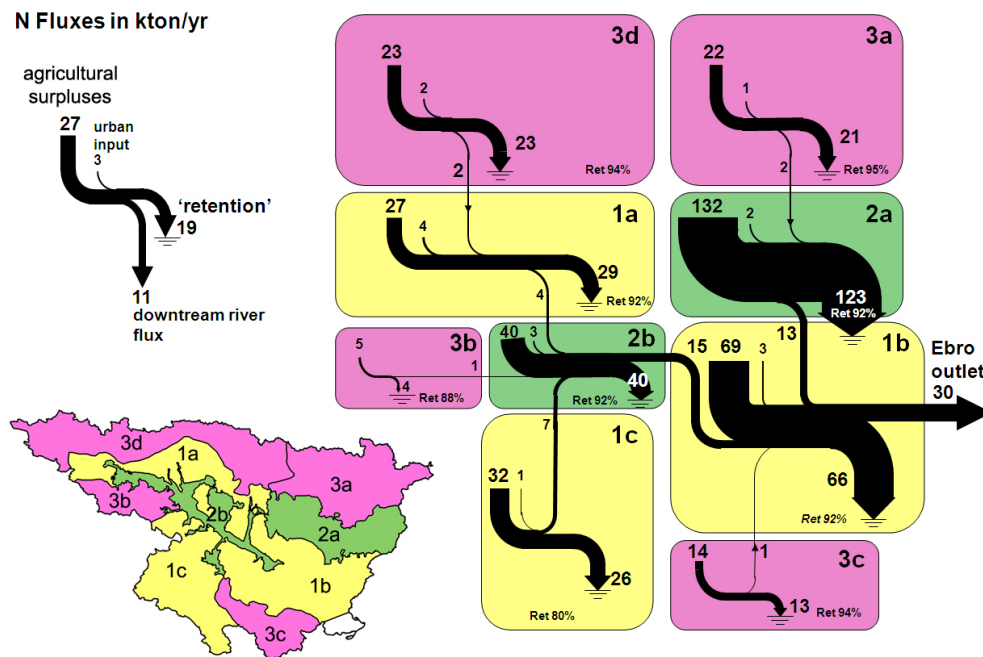 N Fluxes in kton/yr
agricultural
surpluses
27
urban
input
3
'retention'
19
11
downtream river
flux
3d
23
2
23
2
Ret 94%
3a
22
1
21
2
Ret 95%
1a
27
4
29
4
Ret 92%
2a
132
2
123
Ret 92%
13
3b
5
4
1
Ret 88%
2b
40
3
40
Ret 92%
1b
15
69
3
66
Ret 92%
Ebro
outlet
30
1c
7
32
1
26
Ret 80%
3c
14
1
13
Ret 94%
3d
1a
3a
3b
2b
2a
1c
1b
3c